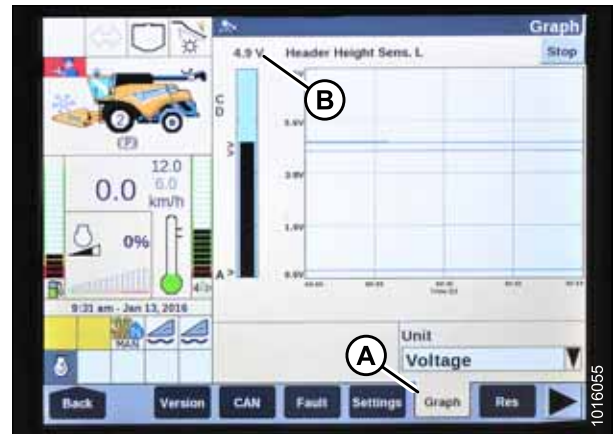 Graph
4.9 V
Header Height Sens. L
Stop
B
C
D
2
(P)
12.0
6.0
0.0
km/h
0%
A
9:31 am - Jan 13, 2016
MAN
Unit
A
Voltage
Back
Version
CAN
Fault
Settings
Graph
Res
1016055